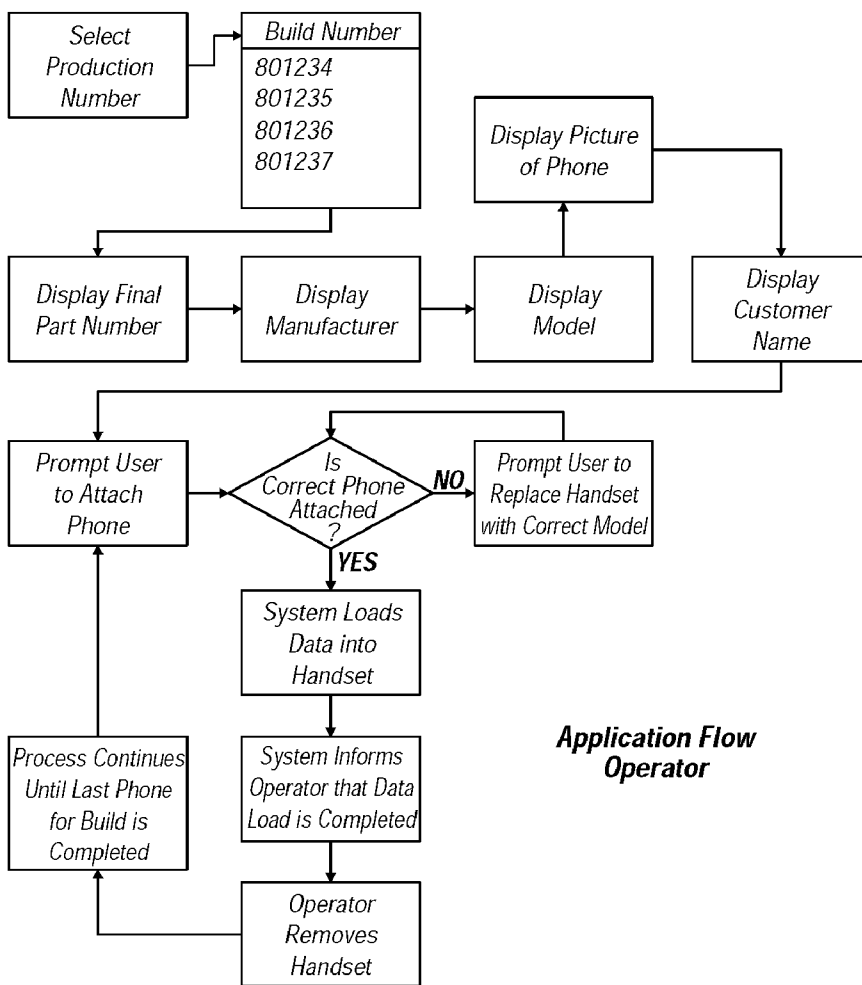 Select
Production
Number
Build Number
801234
801235
801236
801237
Display Picture
of Phone
Display Final
Part Number
Display
Manufacturer
Display
Model
Display
Customer
Name
Prompt User
to Attach
Phone
Is
Correct Phone
Attached
?
NO
Prompt User to
Replace Handset
with Correct Model
YES
System Loads
Data into
Handset
Process Continues
Until Last Phone
for Build is
Completed
System Informs
Operator that Data
Load is Completed
Application Flow
Operator
Operator
Removes
Handset